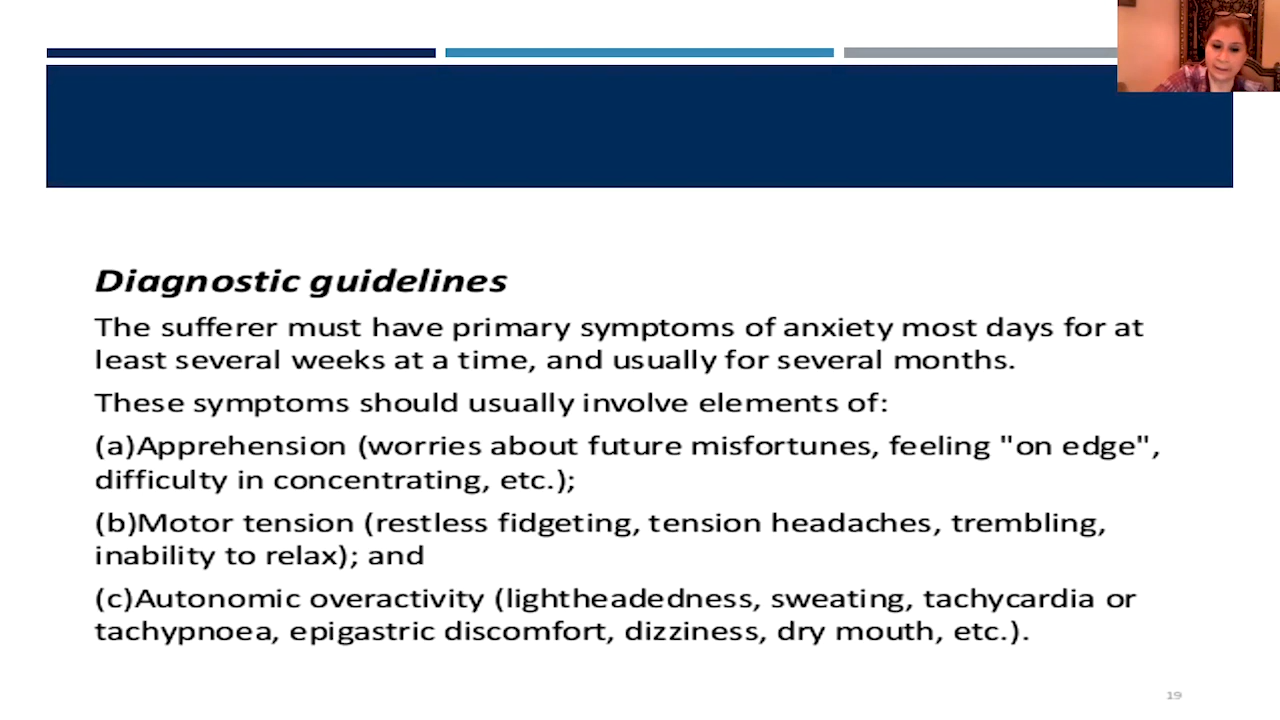 Diagnostic guidelines
The sufferer must have primary symptoms of anxiety most days for at
least several weeks at a time, and usually for several months.
These symptoms should usually involve elements of:
(a)Apprehension (worries about future misfortunes, feeling "on edge",
difficulty in concentrating, etc.);
(b)Motor tension (restless fidgeting, tension headaches, trembling,
inability to relax); and
(c)Autonomic overactivity (lightheadedness, sweating, tachycardia or
tachypnoea, epigastric discomfort, dizziness, dry mouth, etc.).
19